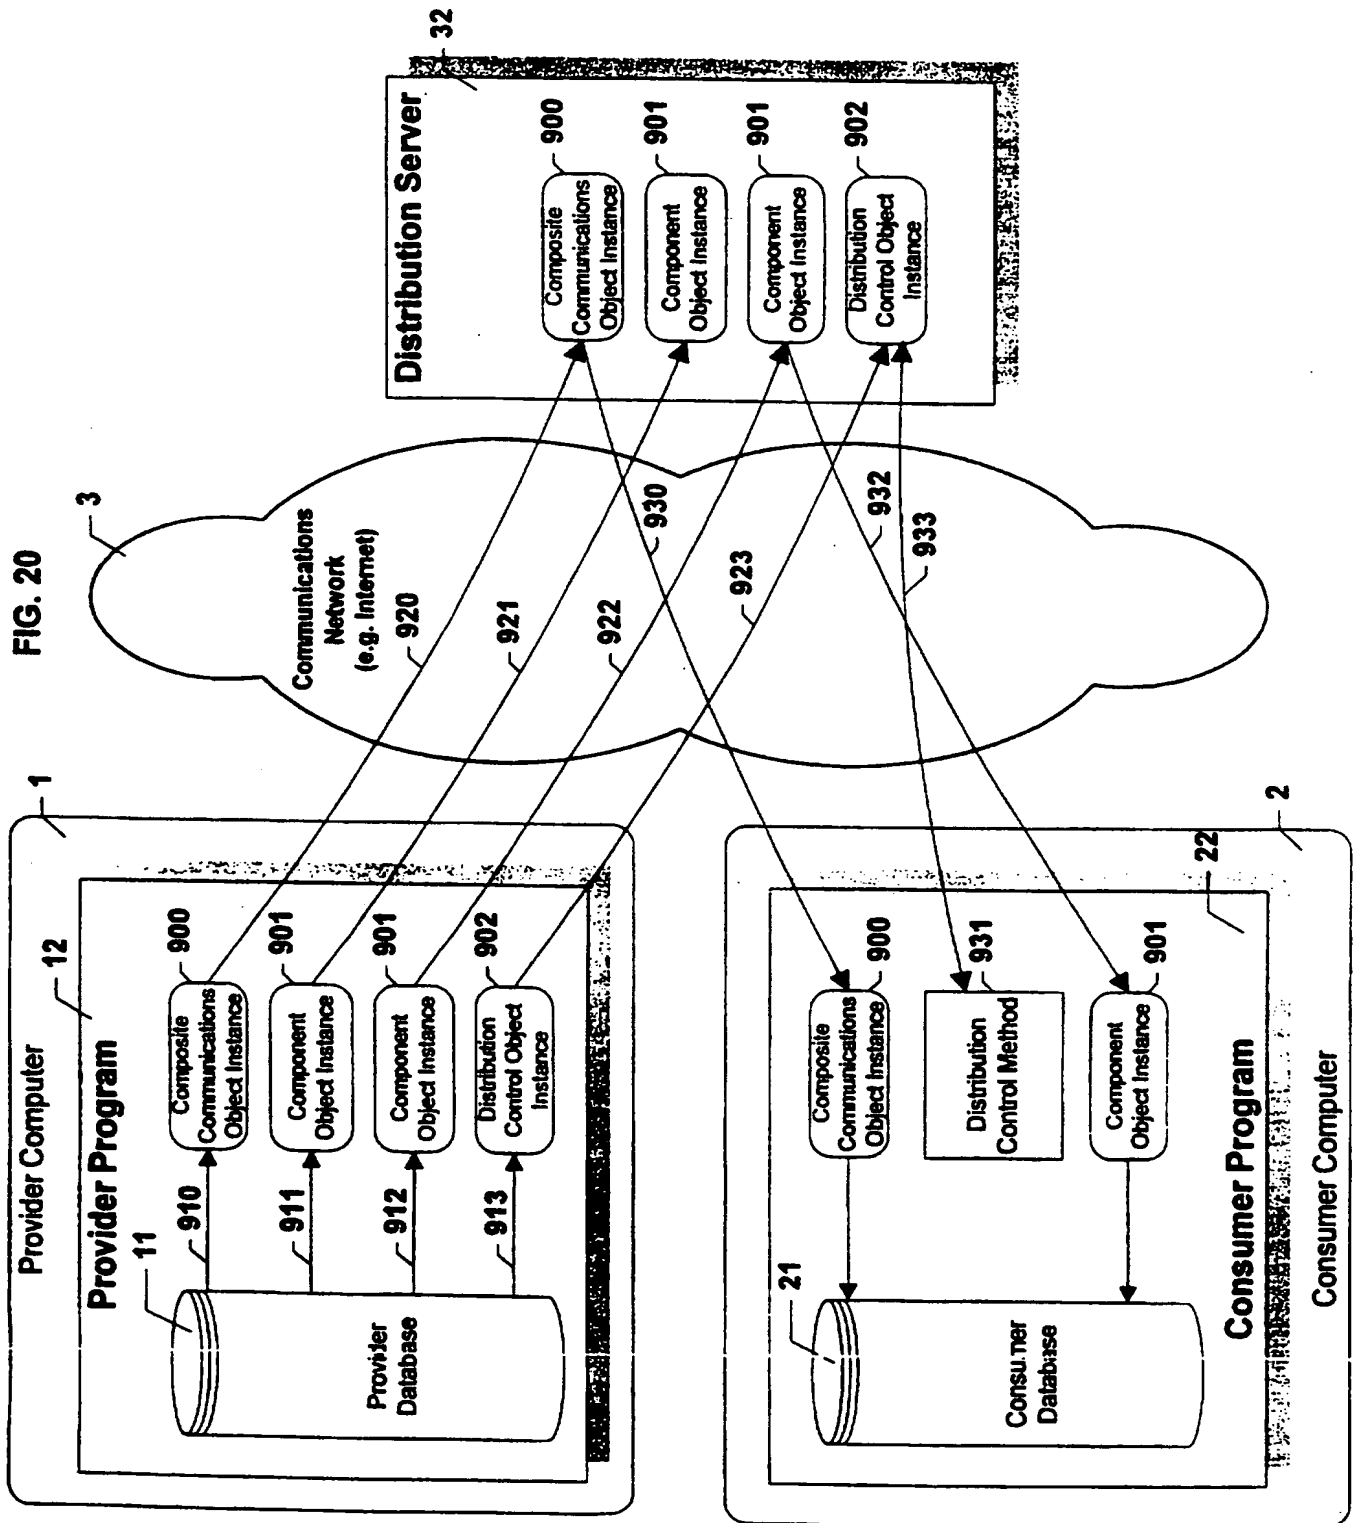 FIG. 20
Provider Computer
1
Provider Program
12
11
Provider
Database
910
911
912
913
Composite
Communications
Object Instance
900
Component
Object Instance
901
Component
Object Instance
901
Distribution
Control Object
Instance
902
3
Communications
Network
(e.g. Internet)
920
921
922
923
930
932
933
Distribution Server
32
Composite
Communications
Object Instance
900
Component
Object Instance
901
Component
Object Instance
901
Distribution
Control Object
Instance
902
21
Consumer
Database
Composite
Communications
Object Instance
900
Distribution
Control Method
931
Component
Object Instance
901
Consumer Program
22
Consumer Computer
2